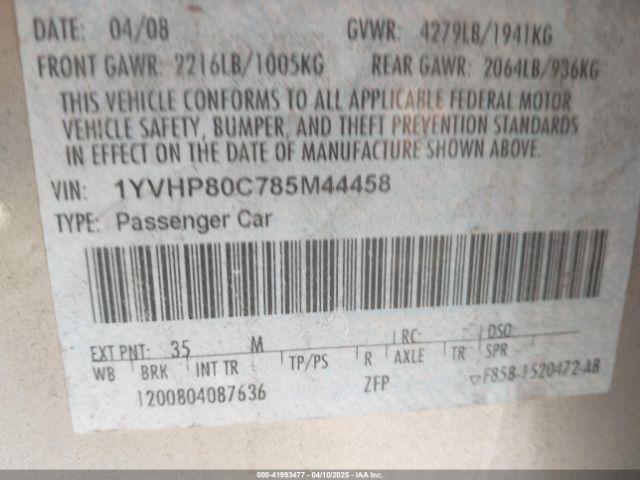 DATE: 04/08 GVWR: 4279LB/1941KG
FRONT GAWR: 2216LB/1005KG REAR GAWR: 2064LB/936KG
THIS VEHICLE CONFORMS TO ALL APPLICABLE FEDERAL MOTOR
VEHICLE SAFETY, BUMPER, AND THEFT PREVENTION STANDARDS
IN EFFECT ON THE DATE OF MANUFACTURE SHOWN ABOVE.
VIN: 1YVHP80C785M44458
TYPE: Passenger Car
EXT PNT: 35 M RC: DSO:
WB BRK INT TR TP/PS R AXLE TR SPR
1200804087636 ZFP ▽F85B-1520472-AB
000-41993477 - 04/10/2025 - IAA Inc.